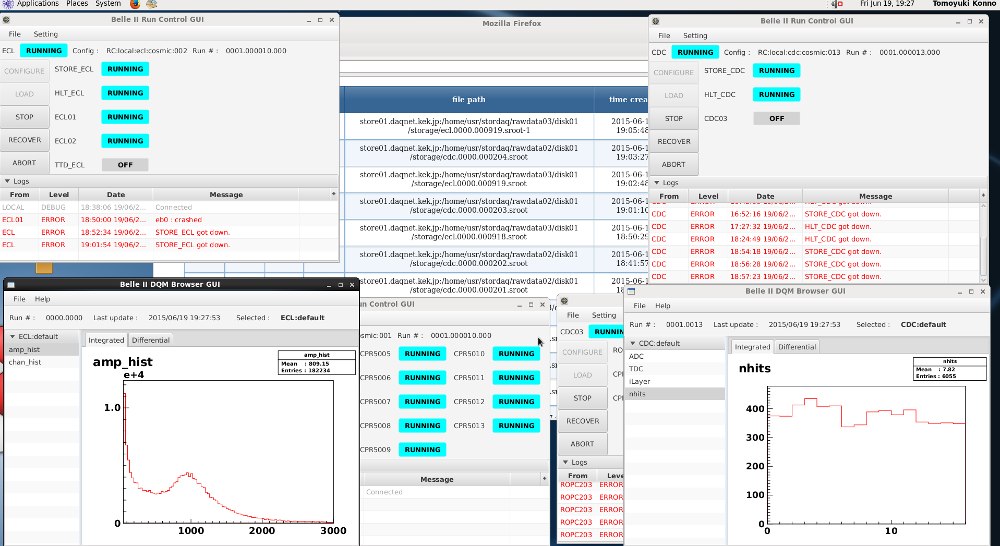 Applications Places System
Fri Jun 19, 19:27 Tomoyuki Konno
Belle II Run Control GUI
File Setting
ECL RUNNING Config : RC:local:ecl:cosmic:002 Run # : 0001.000010.000
CONFIGURE
LOAD
STOP
RECOVER
ABORT
STORE_ECL RUNNING
HLT_ECL RUNNING
ECL01 RUNNING
ECL02 RUNNING
TTD_ECL OFF
Logs
From Level Date Message
LOCAL DEBUG 18:38:06 19/06/2... Connected
ECL01 ERROR 18:50:00 19/06/2... eb0 : crashed
ECL ERROR 18:52:34 19/06/2... STORE_ECL got down.
ECL ERROR 19:01:54 19/06/2... STORE_ECL got down.
Mozilla Firefox
file path time crea
store01.daqnet.kek.jp:/home/usr/stordaq/rawdata03/disk01 2015-06-1
/storage/ecl.0000.000919.sroot-1 19:05:48
store01.daqnet.kek.jp:/home/usr/stordaq/rawdata02/disk01 2015-06-1
/storage/cdc.0000.000204.sroot 19:03:27
store01.daqnet.kek.jp:/home/usr/stordaq/rawdata03/disk01 2015-06-1
/storage/ecl.0000.000919.sroot 19:02:48
store01.daqnet.kek.jp:/home/usr/stordaq/rawdata02/disk01 2015-06-1
/storage/cdc.0000.000203.sroot 19:01:10
store01.daqnet.kek.jp:/home/usr/stordaq/rawdata03/disk01 2015-06-1
/storage/ecl.0000.000918.sroot 18:50:29
store01.daqnet.kek.jp:/home/usr/stordaq/rawdata02/disk01 2015-06-1
/storage/cdc.0000.000202.sroot 18:41:57
store01.daqnet.kek.jp:/home/usr/stordaq/rawdata02/disk01 2015-06-1
/storage/cdc.0000.000201.sroot
Belle II Run Control GUI
File Setting
CDC RUNNING Config : RC:local:cdc:cosmic:013 Run # : 0001.000013.000
CONFIGURE
LOAD
STOP
RECOVER
ABORT
STORE_CDC RUNNING
HLT_CDC RUNNING
CDC03 OFF
Logs
From Level Date Message
CDC ERROR 16:52:16 19/06/2... STORE_CDC got down.
CDC ERROR 17:27:32 19/06/2... HLT_CDC got down.
CDC ERROR 18:24:49 19/06/2... HLT_CDC got down.
CDC ERROR 18:54:18 19/06/2... STORE_CDC got down.
CDC ERROR 18:56:28 19/06/2... STORE_CDC got down.
CDC ERROR 18:57:23 19/06/2... STORE_CDC got down.
Belle II DQM Browser GUI
File Help
Run # : 0000.0000 Last update : 2015/06/19 19:27:53 Selected : ECL:default
ECL:default
amp_hist
chan_hist
Integrated Differential
amp_hist
e+4
amp_hist
Mean : 809.15
Entries : 182234
1.0
0
1000 2000 3000
un Control GUI
osmic:001 Run # : 0001.000010.000
CPR5005 RUNNING CPR5010 RUNNING
CPR5006 RUNNING CPR5011 RUNNING
CPR5007 RUNNING CPR5012 RUNNING
CPR5008 RUNNING CPR5013 RUNNING
CPR5009 RUNNING
Message
Connected
File Setting
CDC03 RUNNIN
CONFIGURE RO
LOAD CPR
STOP CPR
RECOVER
ABORT
Logs
From Leve
ROPC203 ERROR
ROPC203 ERROR
ROPC203 ERROR
ROPC203 ERROR
ROPC203 ERROR
Belle II DQM Browser GUI
File Help
Run # : 0001.0013 Last update : 2015/06/19 19:27:53 Selected : CDC:default
CDC:default
ADC
TDC
iLayer
nhits
Integrated Differential
nhits
nhits
Mean : 7.82
Entries : 6055
400
300
200
100
0
0 10